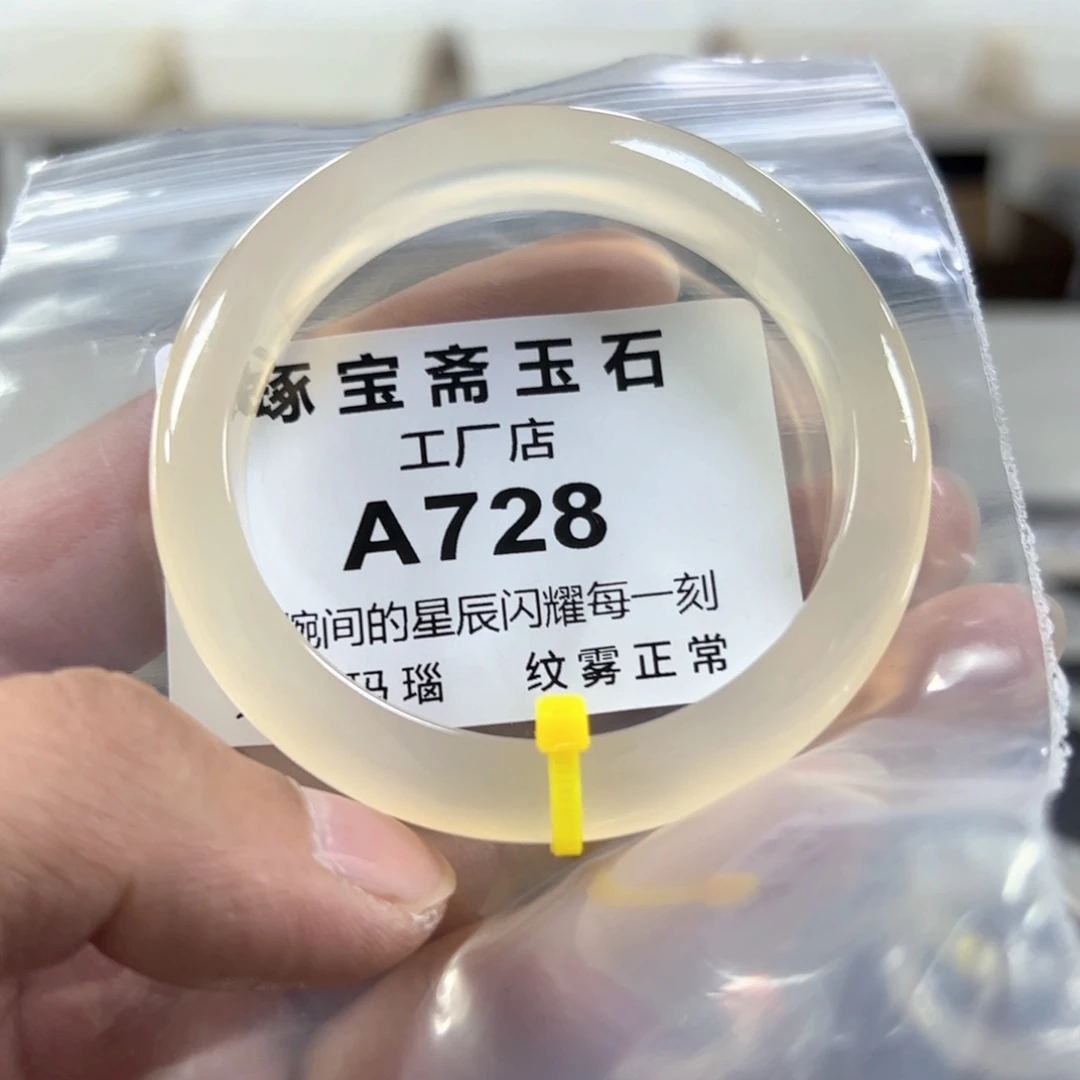 琢宝斋玉石
工厂店
A728
腕间的星辰闪耀每一刻
玛瑙 纹雾正常